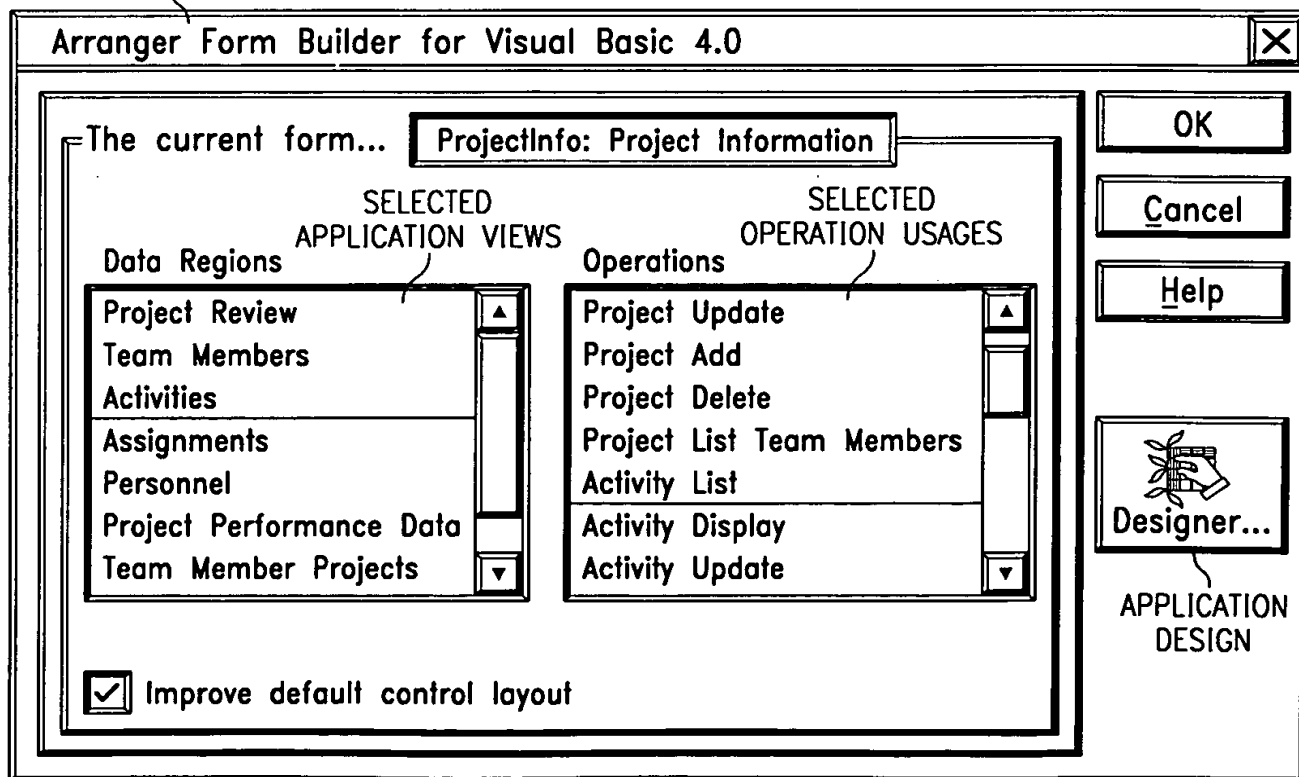 Arranger Form Builder for Visual Basic 4.0
The current form...
ProjectInfo: Project Information
SELECTED
APPLICATION VIEWS
SELECTED
OPERATION USAGES
Data Regions
Project Review
Team Members
Activities
Assignments
Personnel
Project Performance Data
Team Member Projects
Operations
Project Update
Project Add
Project Delete
Project List Team Members
Activity List
Activity Display
Activity Update
Improve default control layout
OK
Cancel
Help
Designer...
APPLICATION
DESIGN